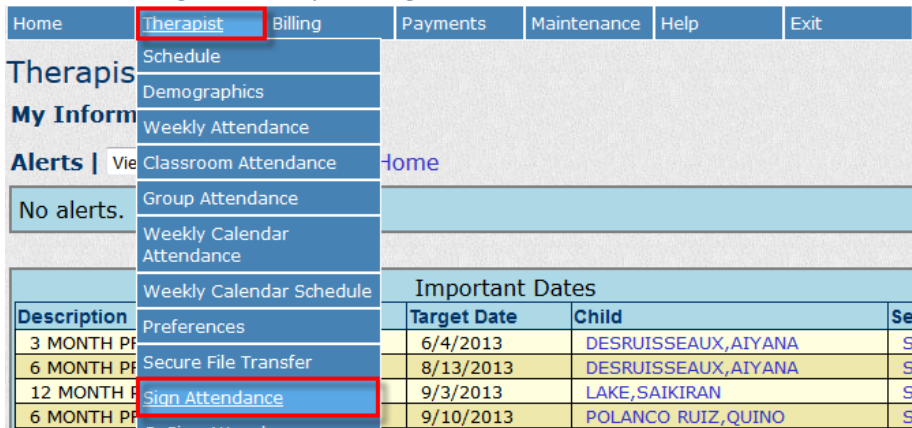 Home Therapist Billing Payments Maintenance Help Exit
Schedule
Demographics
Weekly Attendance
Classroom Attendance
Group Attendance
Weekly Calendar
Attendance
Weekly Calendar Schedule
Preferences
Secure File Transfer
Sign Attendance
Therapis
My Inform
Alerts | Vie Home
No alerts.
Important Dates
Description Target Date Child Se
3 MONTH PR 6/4/2013 DESRUISSEAUX,AIYANA S
6 MONTH PR 8/13/2013 DESRUISSEAUX,AIYANA S
12 MONTH P 9/3/2013 LAKE,SAIKIRAN S
6 MONTH PR 9/10/2013 POLANCO RUIZ,QUINO S